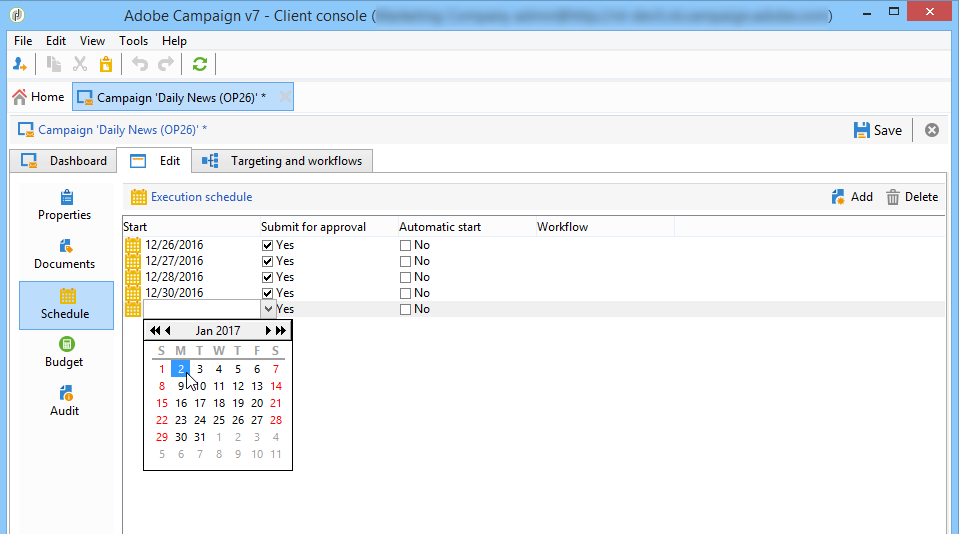 Adobe Campaign v7 - Client console (
File Edit View Tools Help
Home Campaign 'Daily News (OP26)' *
Campaign 'Daily News (OP26)' * Save
Dashboard Edit Targeting and workflows
Properties
Documents
Schedule
Budget
Audit
Execution schedule Add Delete
Start Submit for approval Automatic start Workflow
12/26/2016 Yes No
12/27/2016 Yes No
12/28/2016 Yes No
12/30/2016 Yes No
Yes No
Jan 2017
S M T W T F S
1 2 3 4 5 6 7
8 9 10 11 12 13 14
15 16 17 18 19 20 21
22 23 24 25 26 27 28
29 30 31 1 2 3 4
5 6 7 8 9 10 11